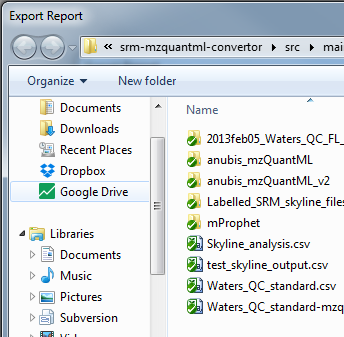 Export Report
« srm-mzquantml-convertor ▸ src ▸ mai
Organize
New folder
Documents
Downloads
Recent Places
Dropbox
Google Drive
Libraries
Documents
Music
Pictures
Subversion
Name
2013feb05_Waters_QC_FL_
anubis_mzQuantML
anubis_mzQuantML_v2
Labelled_SRM_skyline_files
mProphet
Skyline_analysis.csv
test_skyline_output.csv
Waters_QC_standard.csv
Waters_QC_standard-mzq